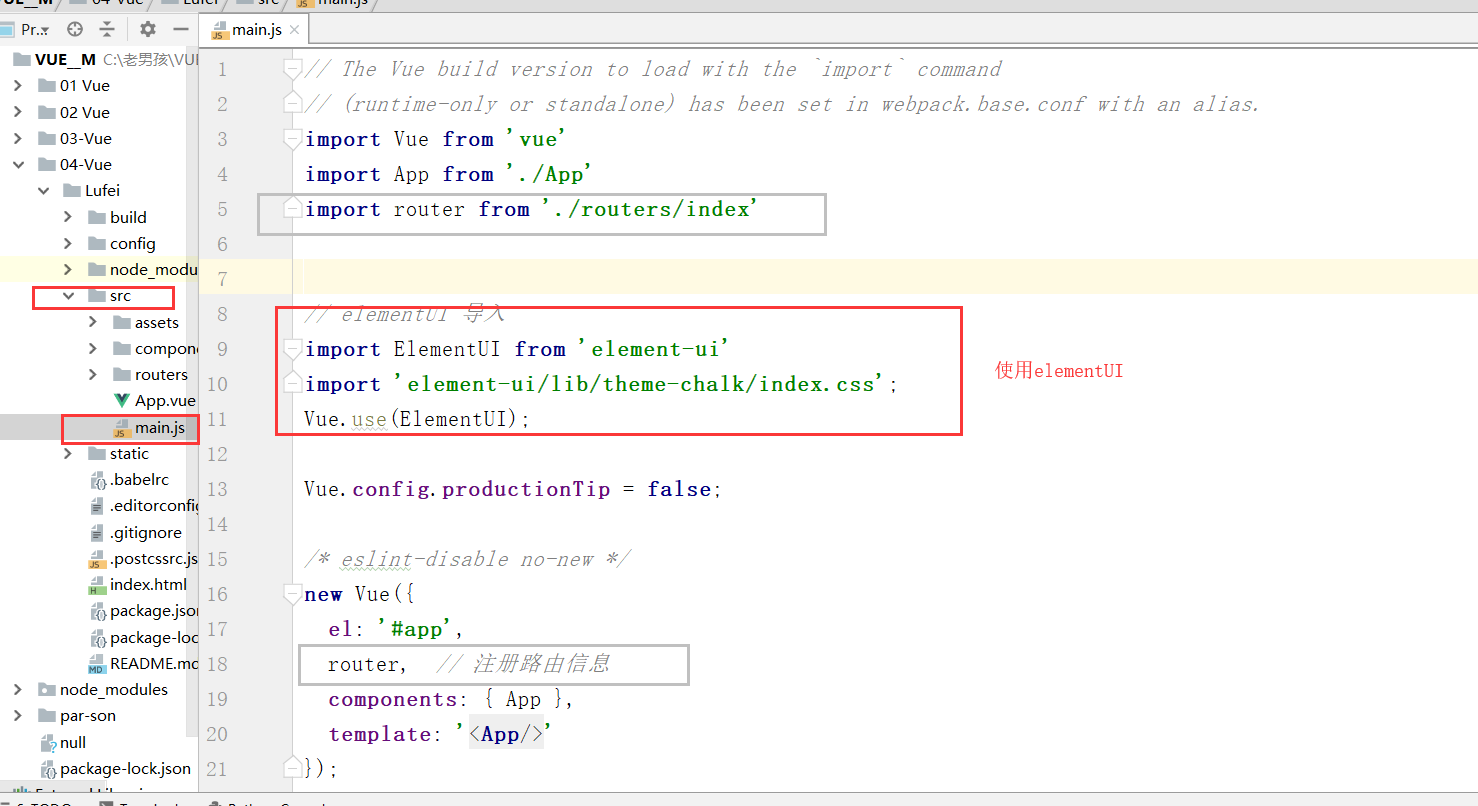 04-Vue
Lufei
src
main.js
Pr...
main.js
VUE__M C:\老男孩\VU
01 Vue
02 Vue
03-Vue
04-Vue
Lufei
build
config
node_modu
src
assets
compon
routers
App.vue
main.js
static
.babelrc
.editorconfig
.gitignore
.postcssrc.js
index.html
package.json
package-loc
README.md
node_modules
par-son
null
package-lock.json
1 // The Vue build version to load with the `import` command
2 // (runtime-only or standalone) has been set in webpack.base.conf with an alias.
3 import Vue from 'vue'
4 import App from './App'
5 import router from './routers/index'
6
7
8 // elementUI 导入
9 import ElementUI from 'element-ui'
10 import 'element-ui/lib/theme-chalk/index.css';
11 Vue.use(ElementUI);
12
13 Vue.config.productionTip = false;
14
15 /* eslint-disable no-new */
16 new Vue({
17 el: '#app',
18 router, // 注册路由信息
19 components: { App },
20 template: '<App/>'
21 });
使用elementUI